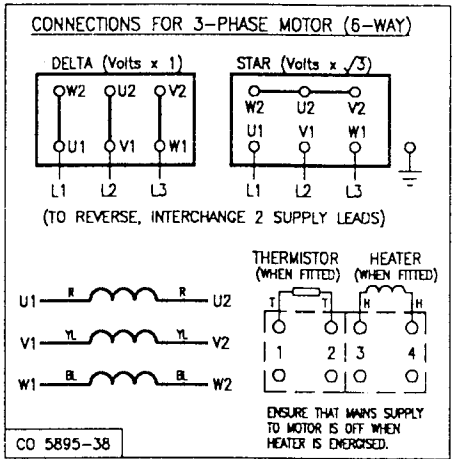 CONNECTIONS FOR 3-PHASE MOTOR (6-WAY)
DELTA (Volts x 1)
W2 U2 V2
U1 V1 W1
L1 L2 L3
STAR (Volts x √3)
W2 U2 V2
U1 V1 W1
L1 L2 L3
(TO REVERSE, INTERCHANGE 2 SUPPLY LEADS)
U1 R R U2
V1 YL YL V2
W1 BL BL W2
THERMISTOR
(WHEN FITTED)
HEATER
(WHEN FITTED)
T T H H
1 2 3 4
ENSURE THAT MAINS SUPPLY
TO MOTOR IS OFF WHEN
HEATER IS ENERGISED.
CO 5895-38